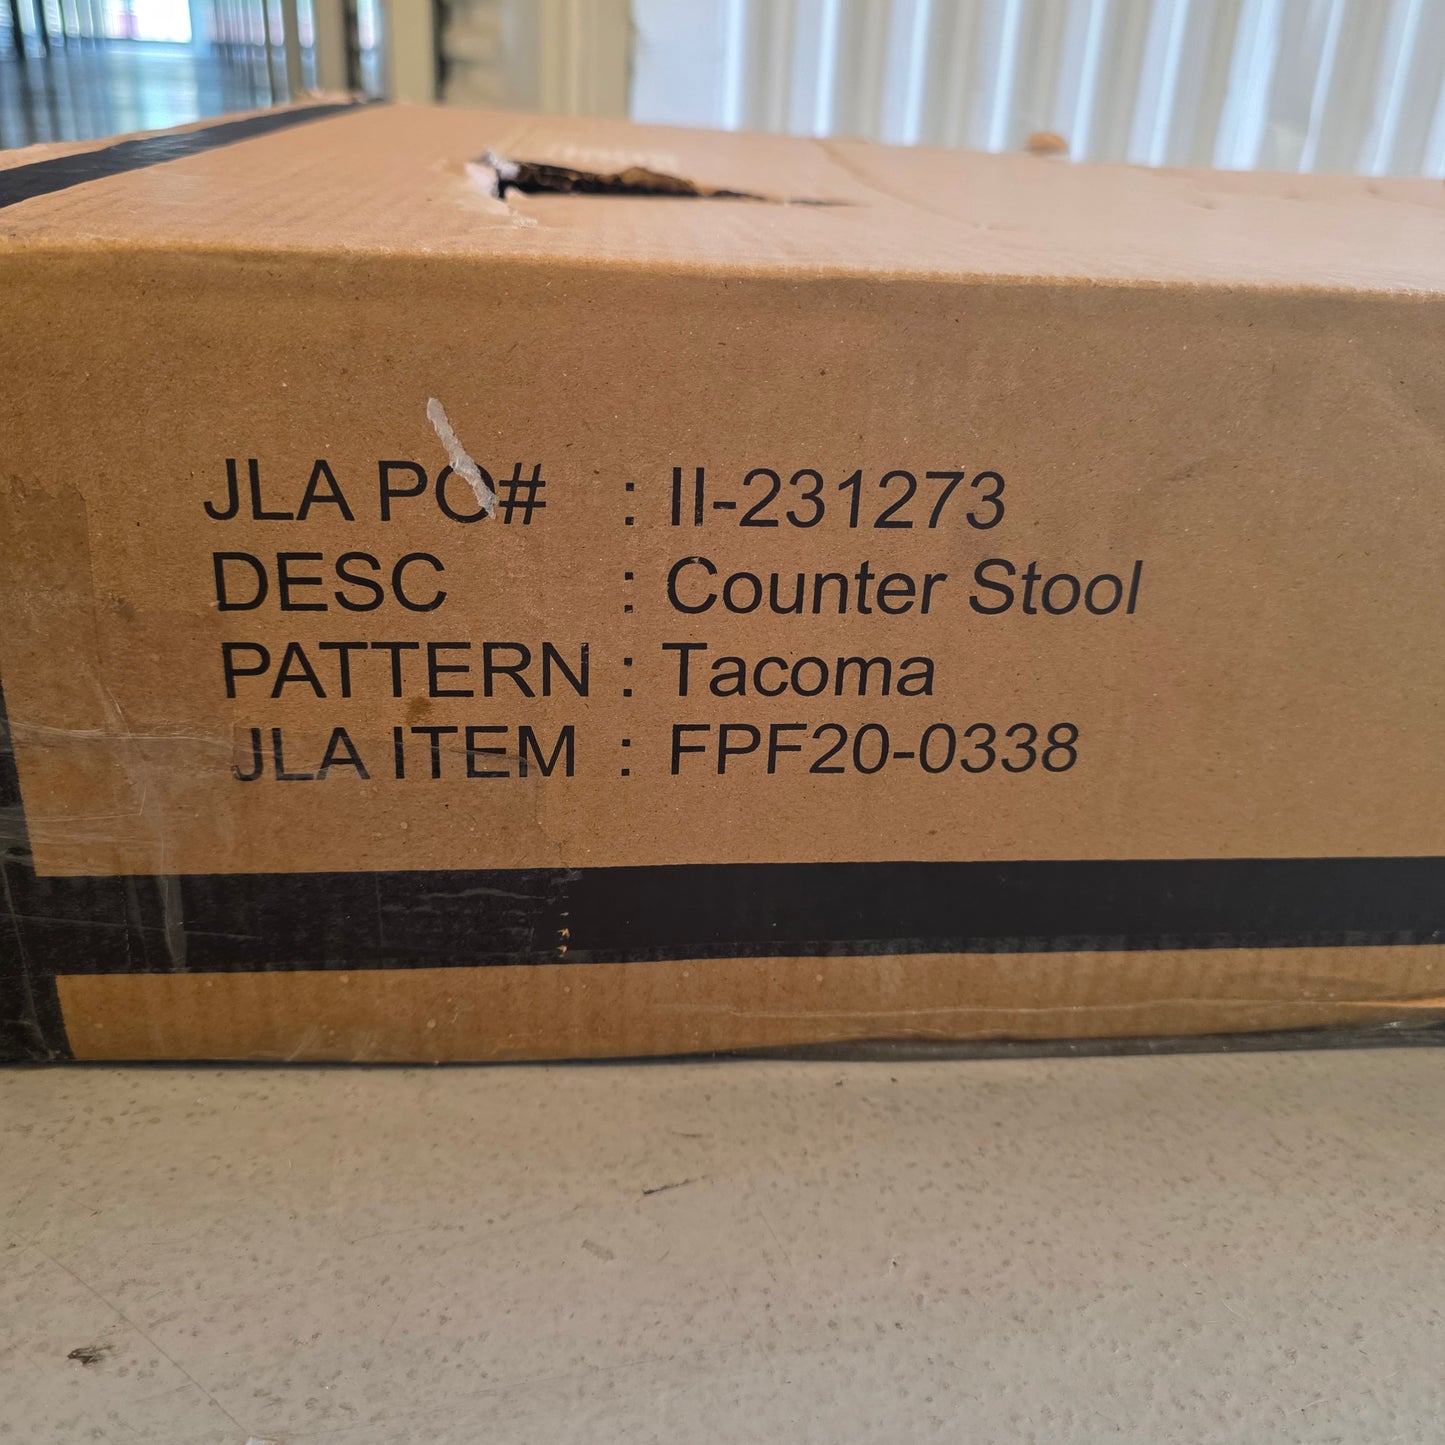 JLA PO# : II-231273
DESC : Counter Stool
PATTERN : Tacoma
JLA ITEM : FPF20-0338